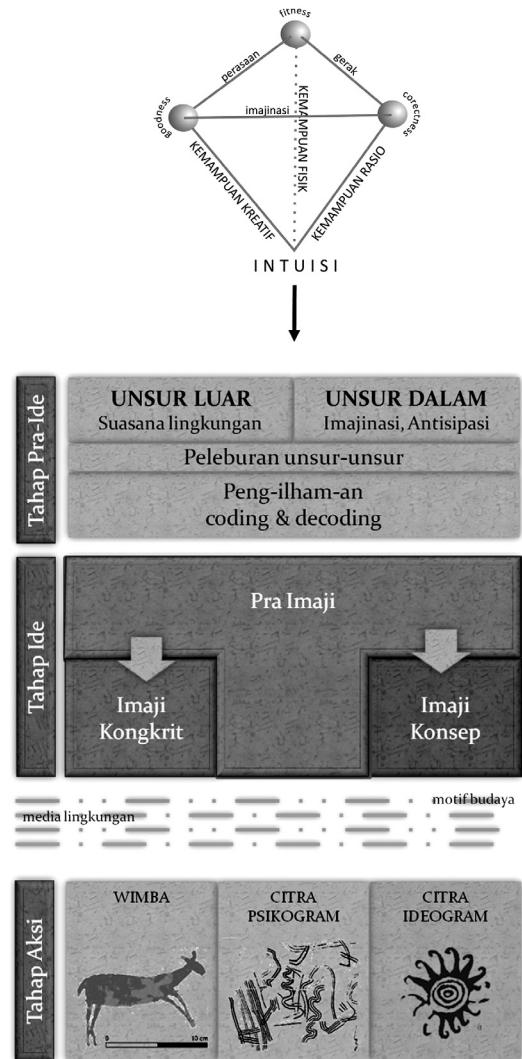 fitness
perasaan
gerak
goodness
imajinasi
corectness
KEMAMPUAN FISIK
KEMAMPUAN KREATIF
KEMAMPUAN RASIO
INTUISI
Tahap Pra-Ide
UNSUR LUAR
Suasana lingkungan
UNSUR DALAM
Imajinasi, Antisipasi
Peleburan unsur-unsur
Peng-ilham-an
coding & decoding
Tahap Ide
Pra Imaji
Imaji
Kongkrit
Imaji
Konsep
motif budaya
media lingkungan
Tahap Aksi
WIMBA
CITRA
PSIKOGRAM
CITRA
IDEOGRAM
0 10 cm